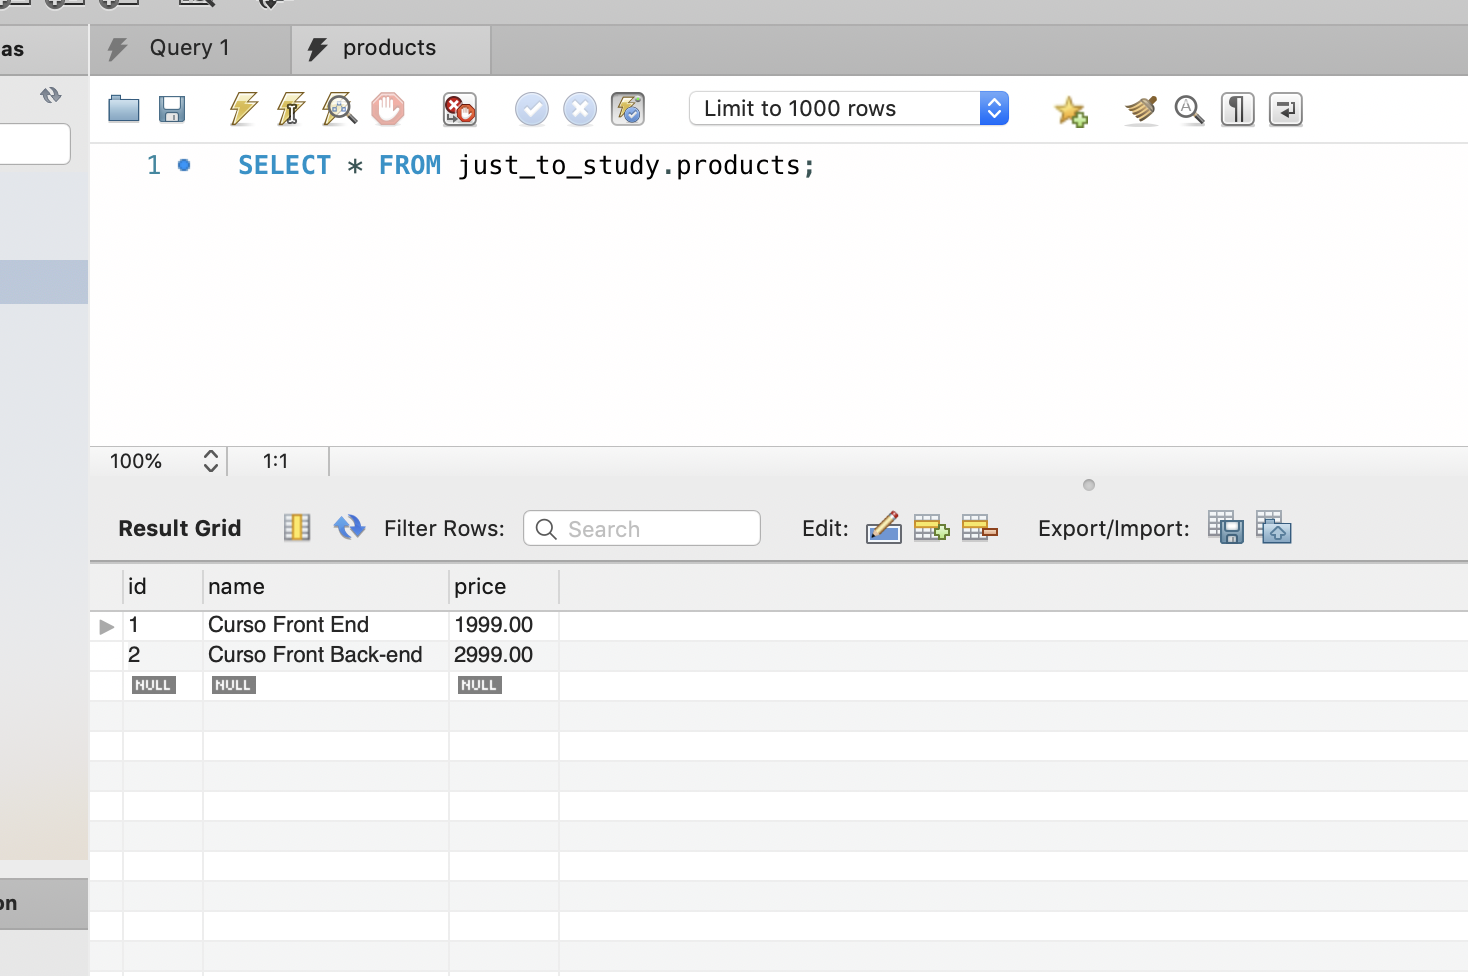 as
Query 1
products
Limit to 1000 rows
1 SELECT * FROM just_to_study.products;
100%
1:1
Result Grid
Filter Rows:
Search
Edit:
Export/Import:
id name price
1 Curso Front End 1999.00
2 Curso Front Back-end 2999.00
NULL NULL NULL
on